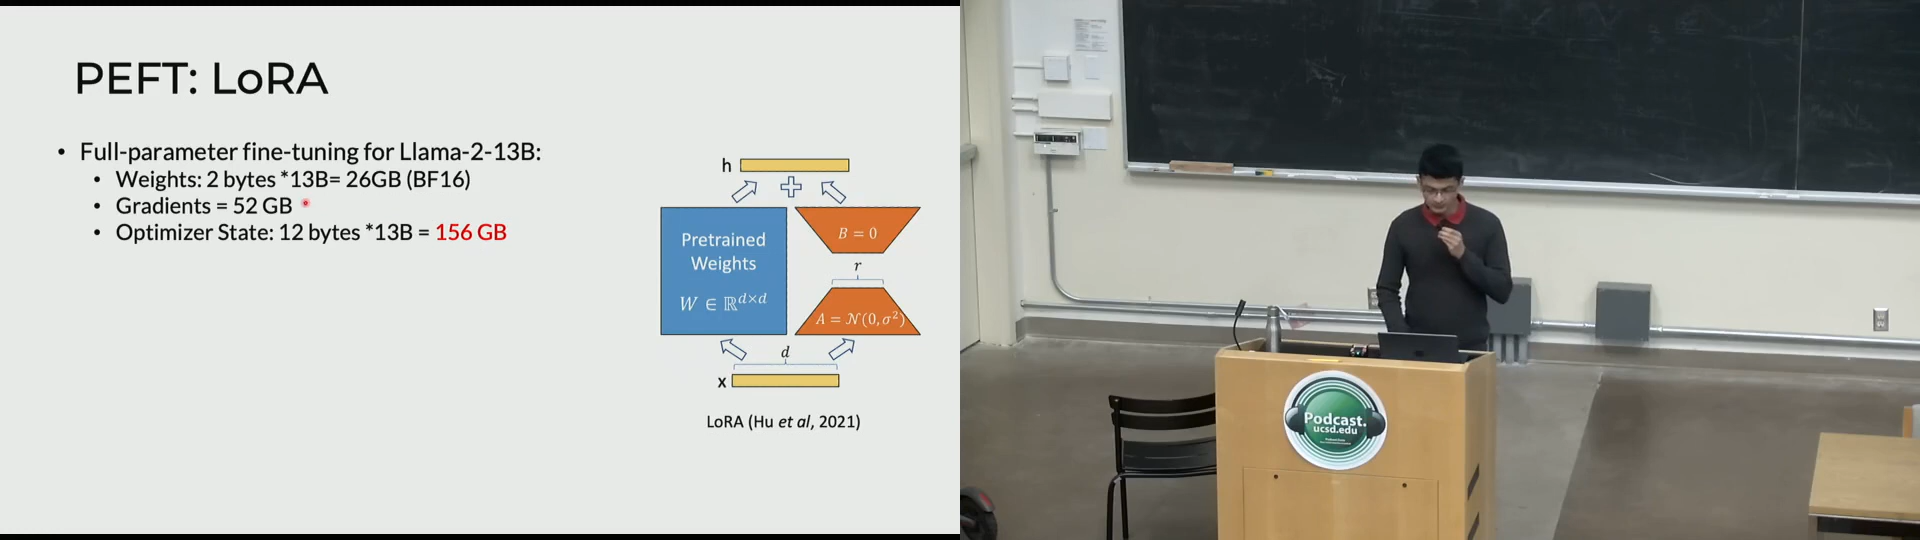 PEFT: LoRA
• Full-parameter fine-tuning for Llama-2-13B:
• Weights: 2 bytes *13B= 26GB (BF16)
• Gradients = 52 GB
• Optimizer State: 12 bytes *13B = 156 GB
h
Pretrained
Weights
W ∈ ℝ^{d×d}
B = 0
r
A = 𝒩(0, σ²)
d
x
LoRA (Hu et al, 2021)
Podcast.
ucsd.edu